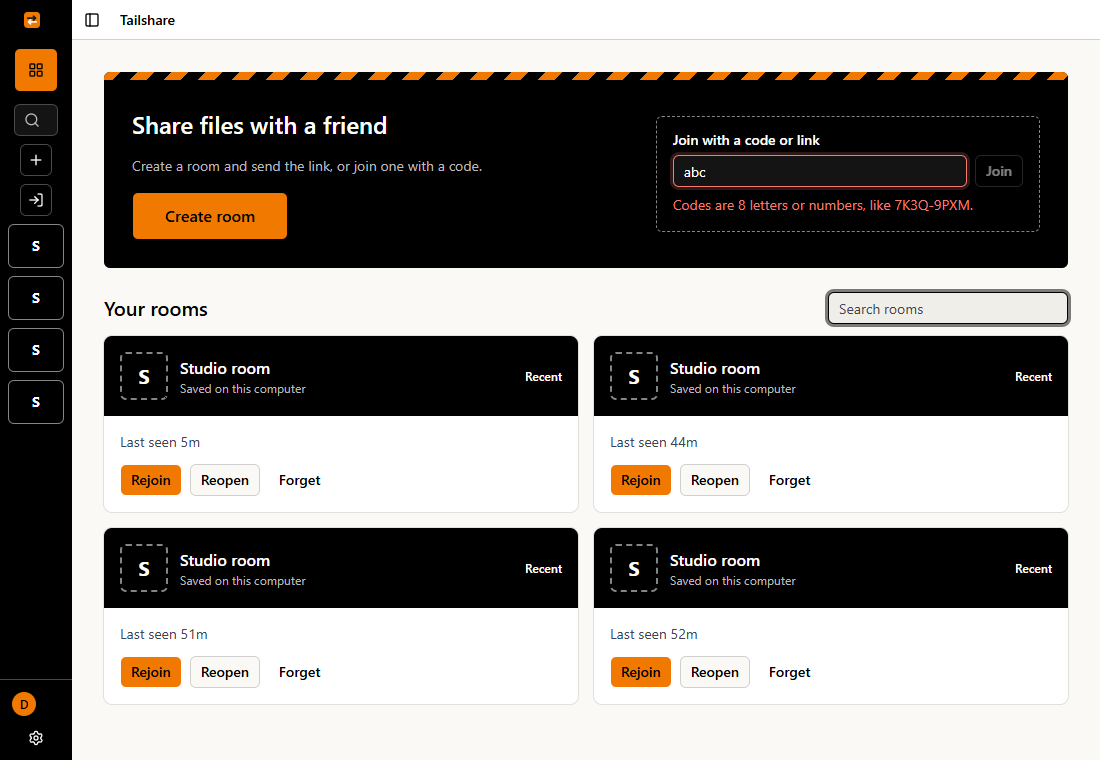 Tailshare
Share files with a friend
Create a room and send the link, or join one with a code.
Create room
Join with a code or link
abc
Join
Codes are 8 letters or numbers, like 7K3Q-9PXM.
S
S
S
S
Your rooms
Search rooms
S
Studio room
Saved on this computer
Recent
Last seen 5m
Rejoin
Reopen
Forget
S
Studio room
Saved on this computer
Recent
Last seen 44m
Rejoin
Reopen
Forget
S
Studio room
Saved on this computer
Recent
Last seen 51m
Rejoin
Reopen
Forget
S
Studio room
Saved on this computer
Recent
Last seen 52m
Rejoin
Reopen
Forget
D